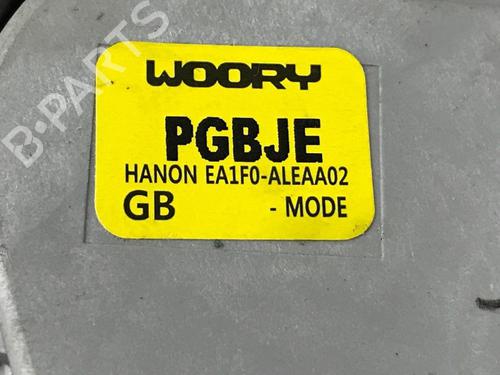 B-PARTS
WOORY
PGBJE
HANON EA1F0-ALEAA02
GB - MODE